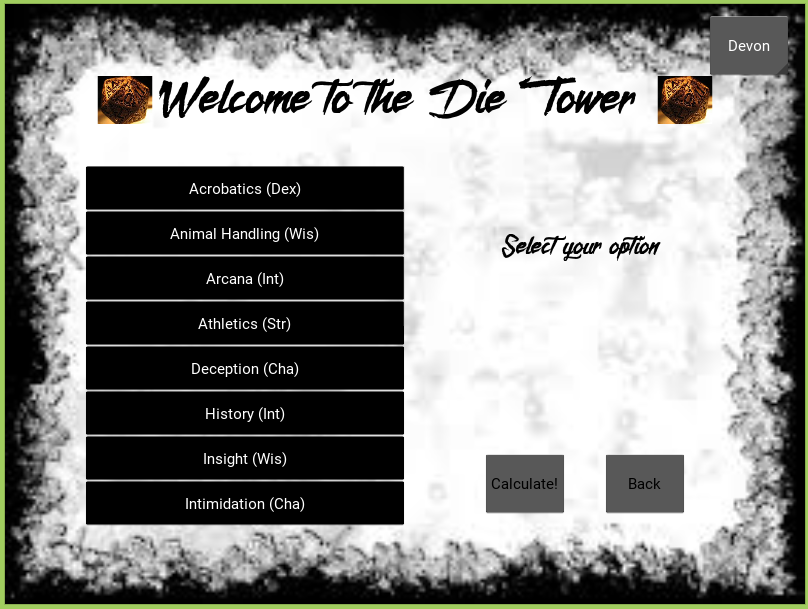 Devon
Welcome to the Die Tower
Acrobatics (Dex)
Animal Handling (Wis)
Arcana (Int)
Athletics (Str)
Deception (Cha)
History (Int)
Insight (Wis)
Intimidation (Cha)
Select your option
Calculate!
Back